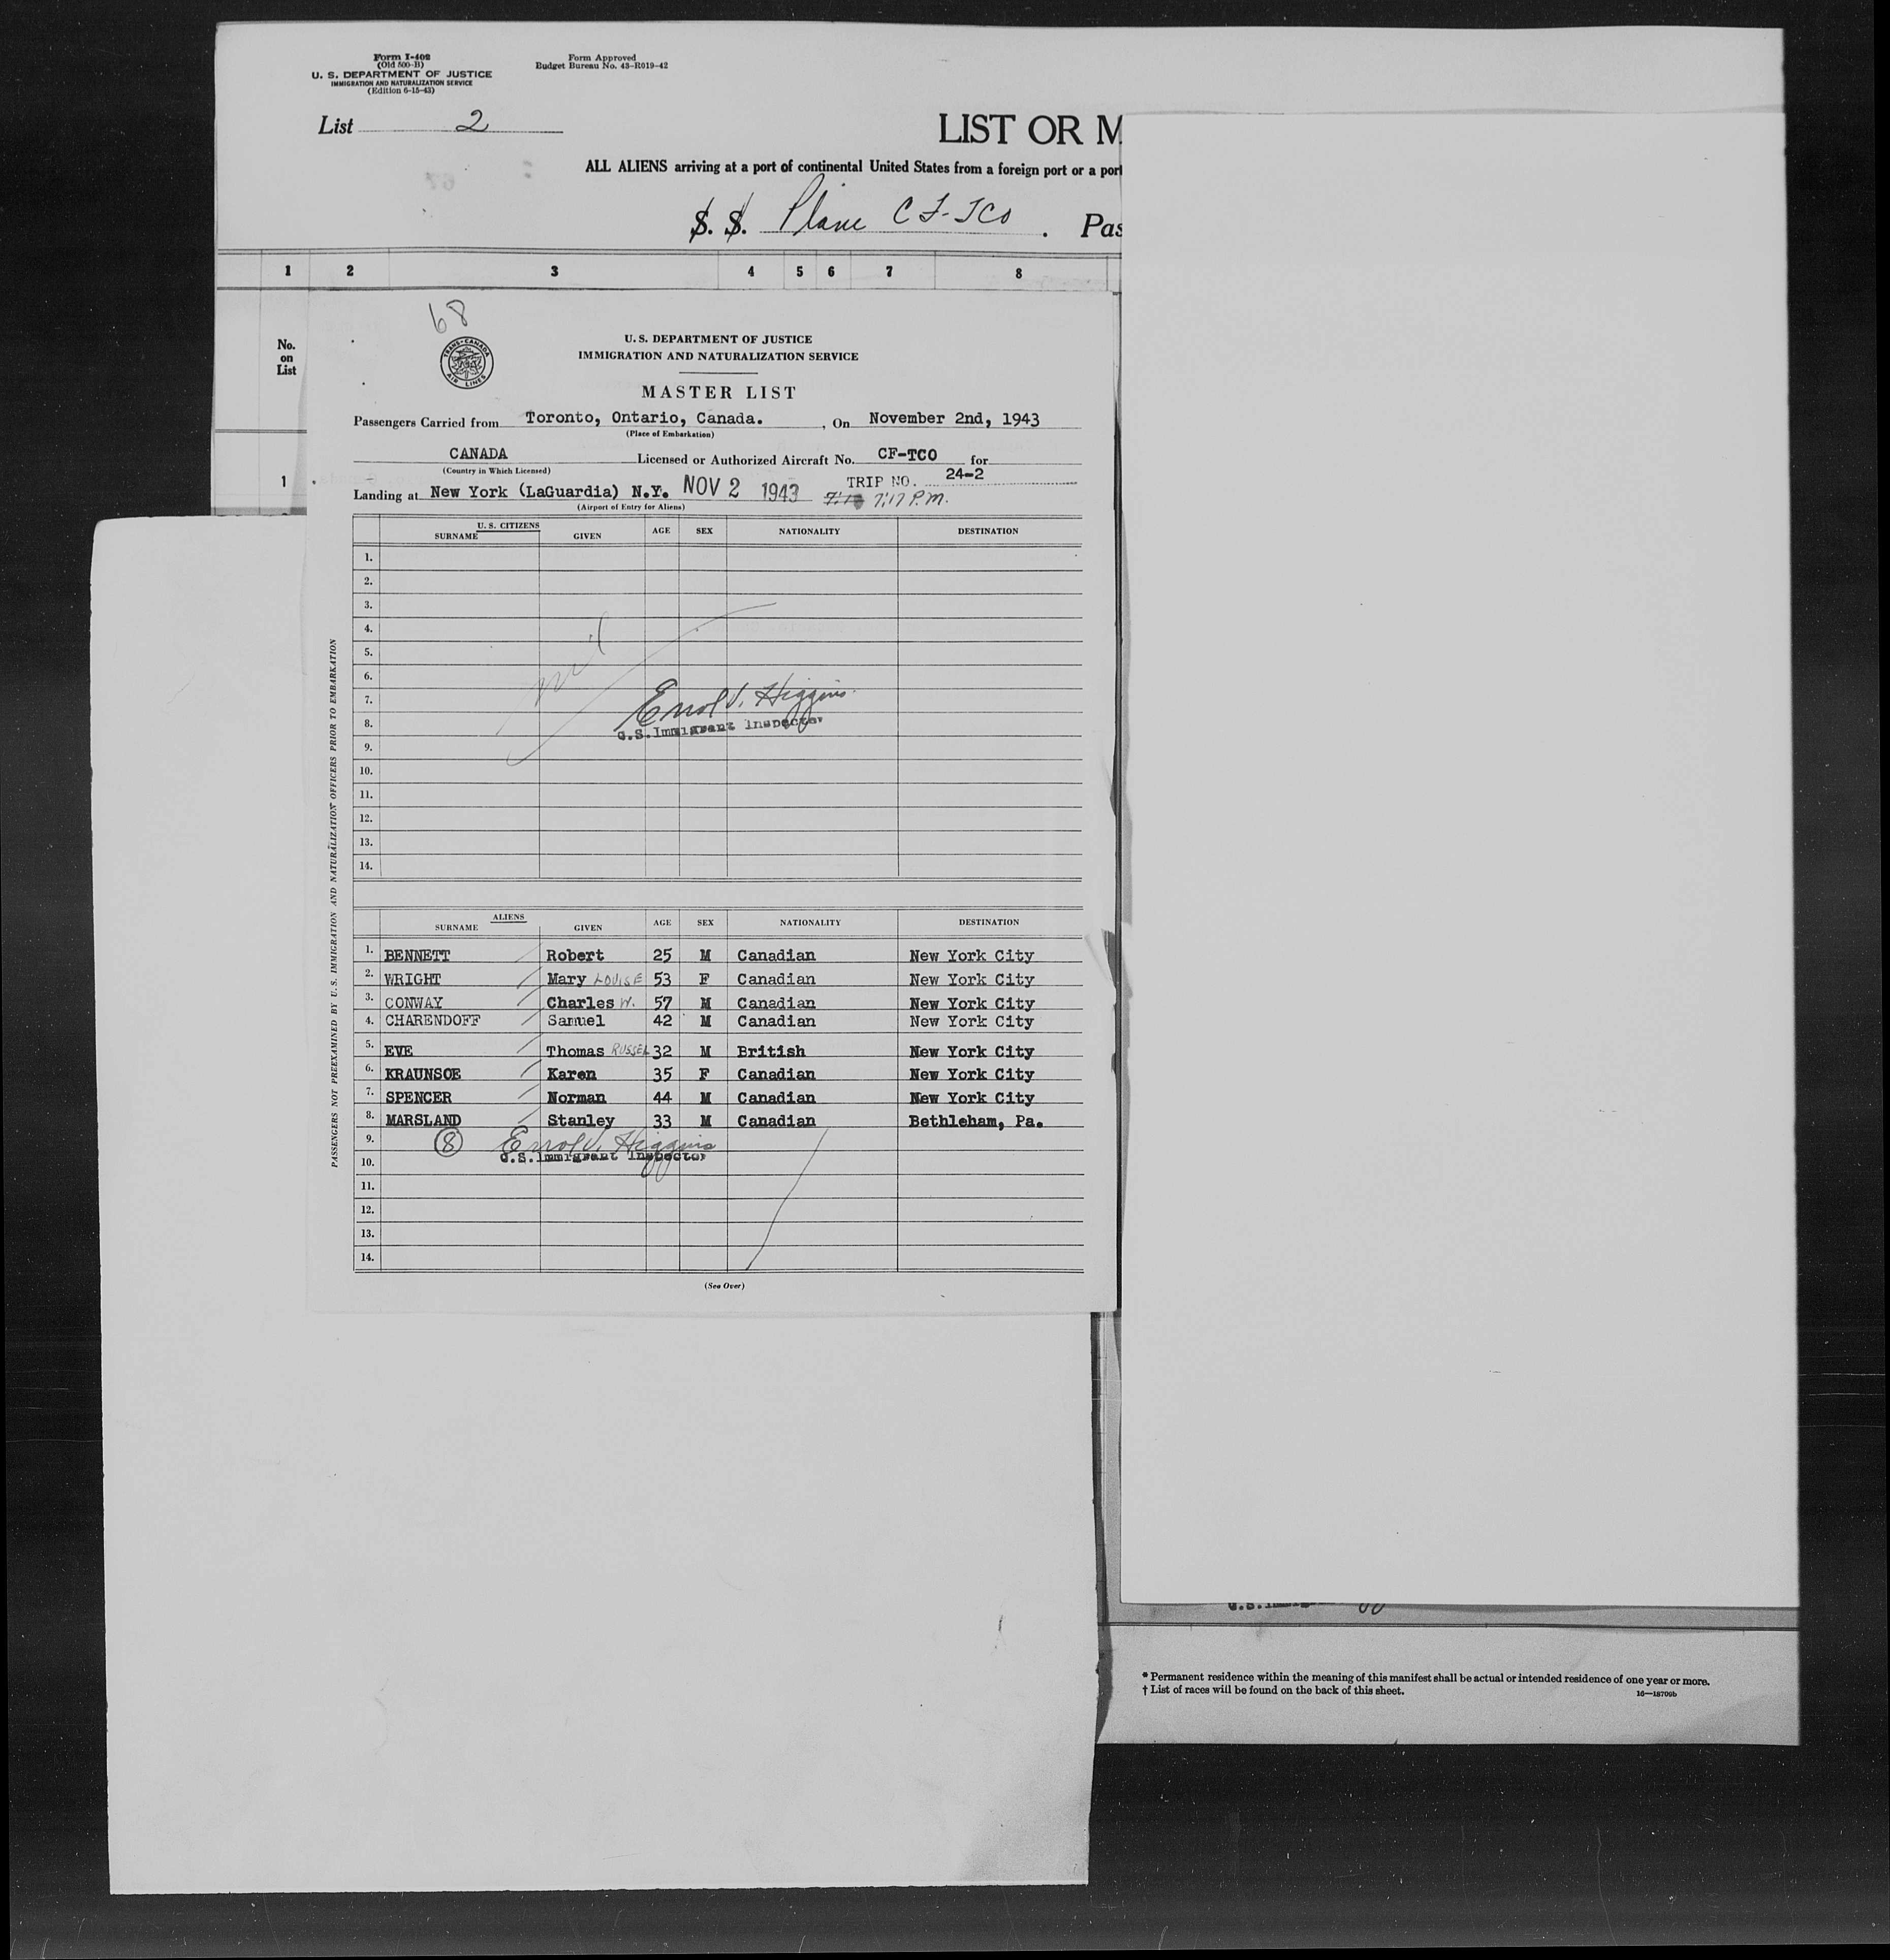 Form I-402
(Old 500-B)
U. S. DEPARTMENT OF JUSTICE
IMMIGRATION AND NATURALIZATION SERVICE
(Edition 6-15-43)
Form Approved
Budget Bureau No. 43-R019-42
List 2
LIST OR M
ALL ALIENS arriving at a port of continental United States from a foreign port or a port
S. S. Plane CF-TCO . Pas
1 2 3 4 5 6 7 8
No.
on
List
1
68
TRANS-CANADA AIR LINES
U. S. DEPARTMENT OF JUSTICE
IMMIGRATION AND NATURALIZATION SERVICE
MASTER LIST
Passengers Carried from Toronto, Ontario, Canada. , On November 2nd, 1943
(Place of Embarkation)
CANADA Licensed or Authorized Aircraft No. CF-TCO for
(Country in Which Licensed) TRIP NO. 24-2
Landing at New York (LaGuardia) N.Y. NOV 2 1943 7:17 P.M.
(Airport of Entry for Aliens)
U. S. CITIZENS
SURNAME GIVEN AGE SEX NATIONALITY DESTINATION
1.
2.
3.
4.
5.
6.
7.
8.
9.
10.
11.
12.
13.
14.
nil
Errol V. Higgins
U.S. Immigrant Inspector
ALIENS
SURNAME GIVEN AGE SEX NATIONALITY DESTINATION
1. BENNETT Robert 25 M Canadian New York City
2. WRIGHT Mary LOUISE 53 F Canadian New York City
3. CONWAY Charles W. 57 M Canadian New York City
4. CHARENDOFF Samuel 42 M Canadian New York City
5. EVE Thomas RUSSEL 32 M British New York City
6. KRAUNSOE Karen 35 F Canadian New York City
7. SPENCER Norman 44 M Canadian New York City
8. MARSLAND Stanley 33 M Canadian Bethleham, Pa.
9. 8 Errol V. Higgins
10. U.S. Immigrant Inspector
11.
12.
13.
14.
(See Over)
PASSENGERS NOT PREEXAMINED BY U. S. IMMIGRATION AND NATURALIZATION OFFICERS PRIOR TO EMBARKATION
* Permanent residence within the meaning of this manifest shall be actual or intended residence of one year or more.
† List of races will be found on the back of this sheet.
16—18709b